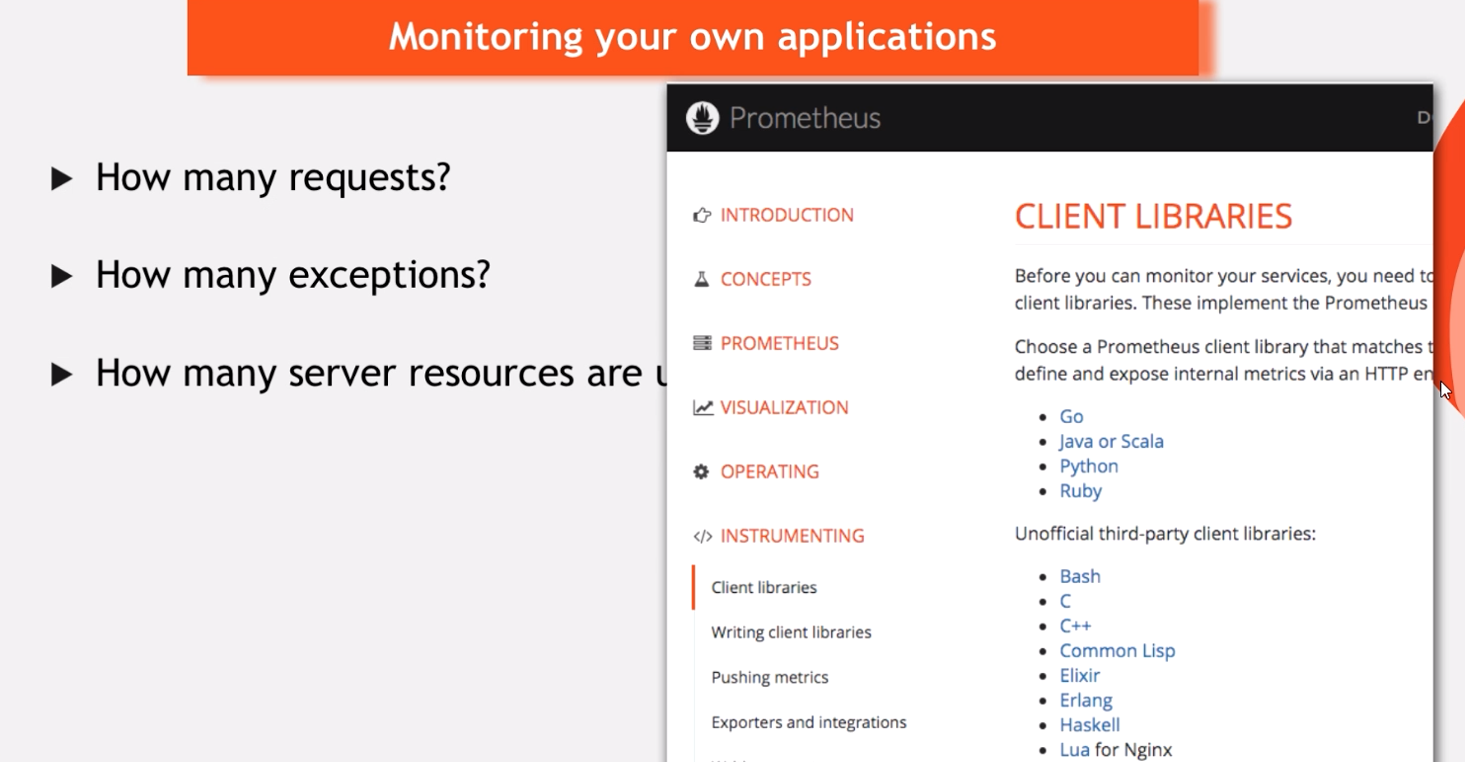 Monitoring your own applications
▶ How many requests?
▶ How many exceptions?
▶ How many server resources are
Prometheus
INTRODUCTION
CONCEPTS
PROMETHEUS
VISUALIZATION
OPERATING
</> INSTRUMENTING
Client libraries
Writing client libraries
Pushing metrics
Exporters and integrations
CLIENT LIBRARIES
Before you can monitor your services, you need to
client libraries. These implement the Prometheus
Choose a Prometheus client library that matches
define and expose internal metrics via an HTTP
• Go
• Java or Scala
• Python
• Ruby
Unofficial third-party client libraries:
• Bash
• C
• C++
• Common Lisp
• Elixir
• Erlang
• Haskell
• Lua for Nginx